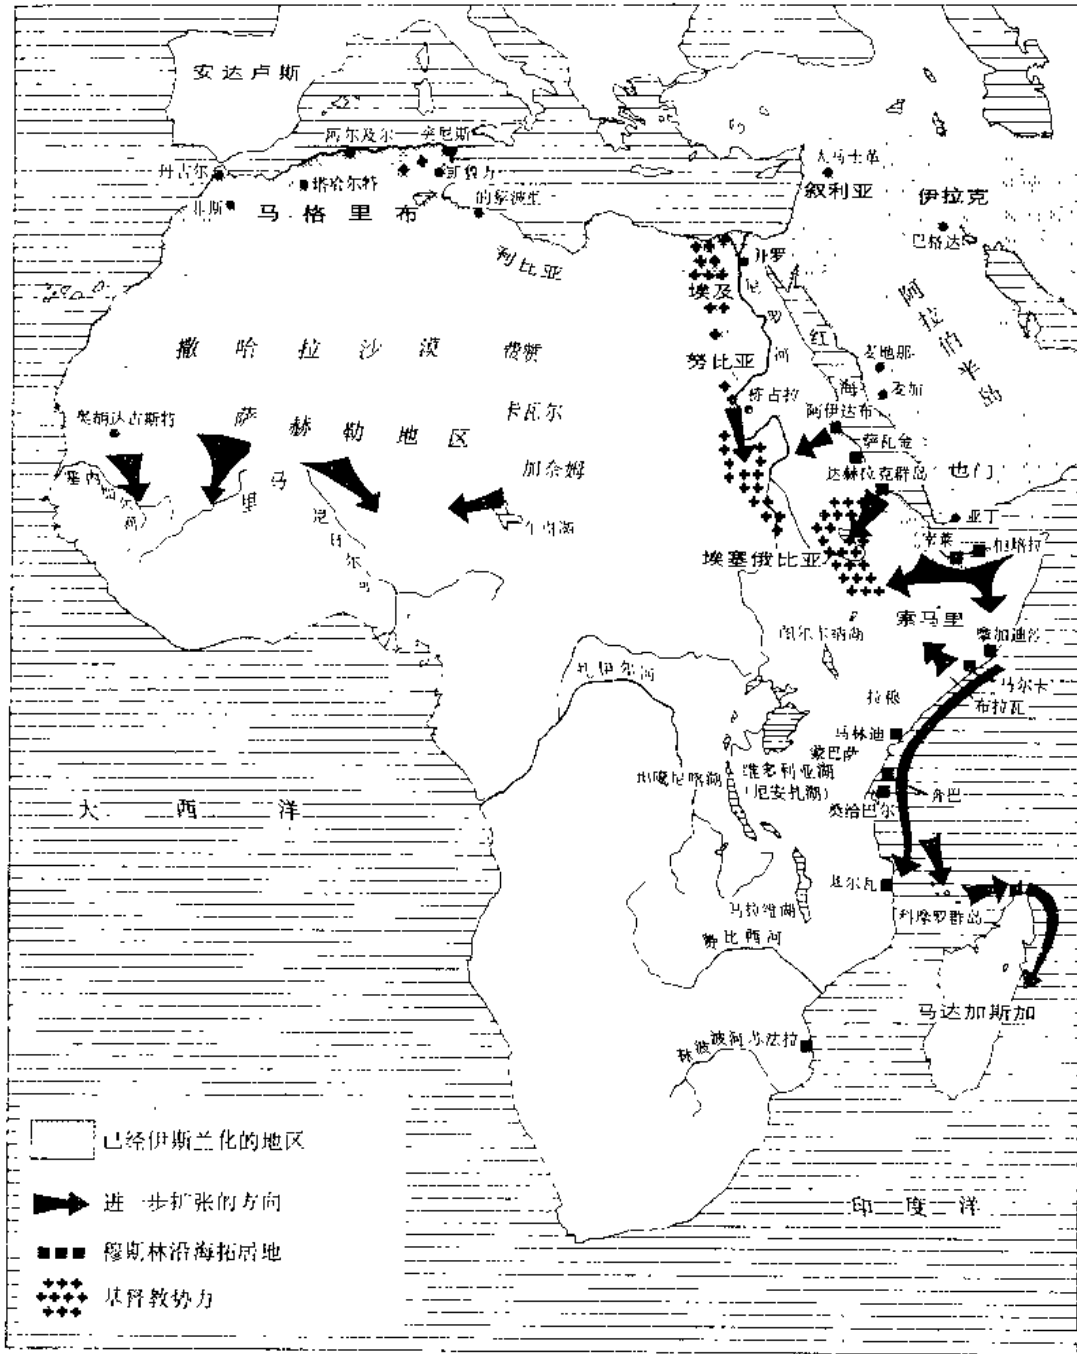 安达卢斯
阿尔及尔
突尼斯
丹吉尔
塔哈尔特
非斯
马格里布
的黎波里
利比亚
大马士革
叙利亚
伊拉克
巴格达
开罗
埃及
尼罗河
红海
阿拉伯半岛
麦地那
麦加
撒哈拉沙漠
费赞
努比亚
栋古拉
阿伊达布
奥祖达古斯特
萨赫勒地区
卡瓦尔
加奈姆
萨瓦金
达赫拉克群岛
也门
亚丁
塞内加尔河
马里
尼日尔河
乍得湖
埃塞俄比亚
索马里
摩加迪沙
图尔卡纳湖
马尔卡
布拉瓦
扎伊尔河
拉穆
马林迪
蒙巴萨
坦噶尼喀湖
维多利亚湖
(尼安扎湖)
奔巴
桑给巴尔
大西洋
基尔瓦
马拉维湖
科摩罗群岛
赞比西河
马达加斯加
林波波河
苏法拉
已经伊斯兰化的地区
进一步扩张的方向
穆斯林沿海拓居地
基督教势力
印度洋